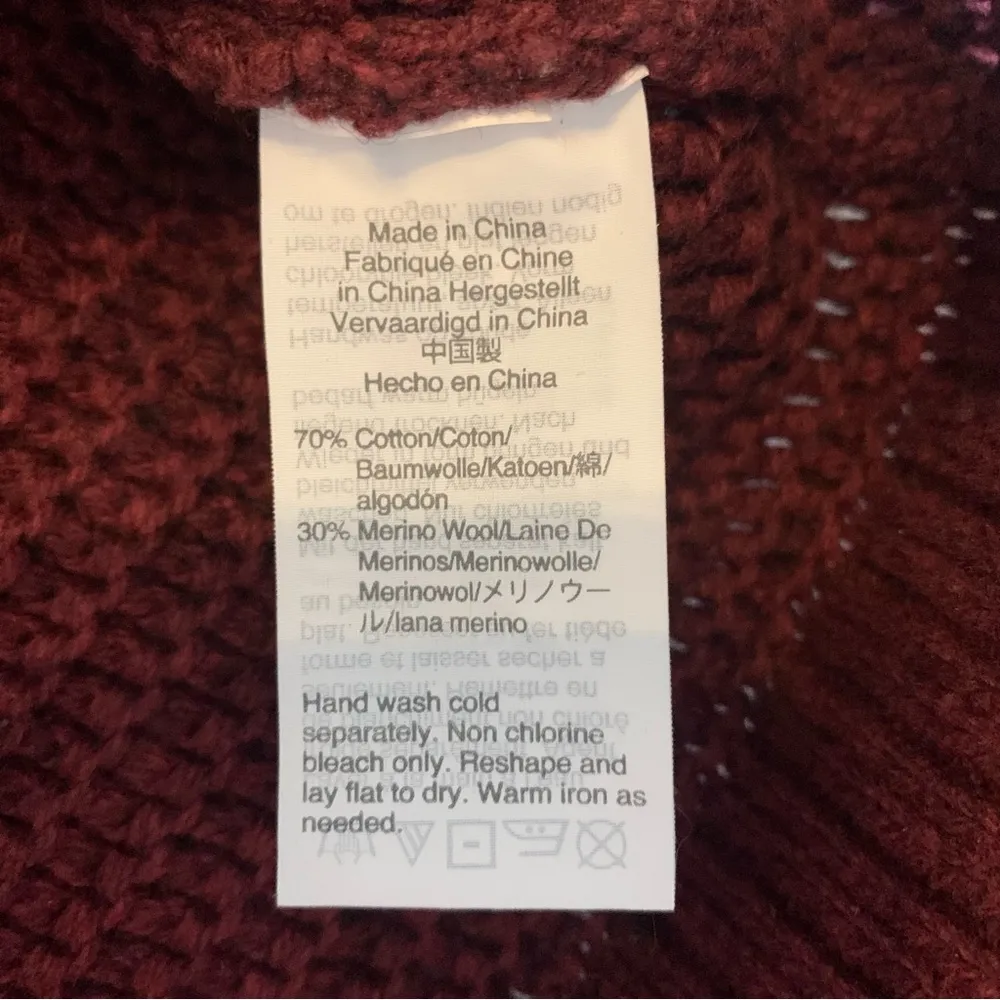 Made in China
Fabriqué en Chine
in China Hergestellt
Vervaardigd in China
中国製
Hecho en China
70% Cotton/Coton/
Baumwolle/Katoen/綿/
algodón
30% Merino Wool/Laine De
Merinos/Merinowolle/
Merinowol/メリノウー
ル/lana merino
Hand wash cold
separately. Non chlorine
bleach only. Reshape and
lay flat to dry. Warm iron as
needed.